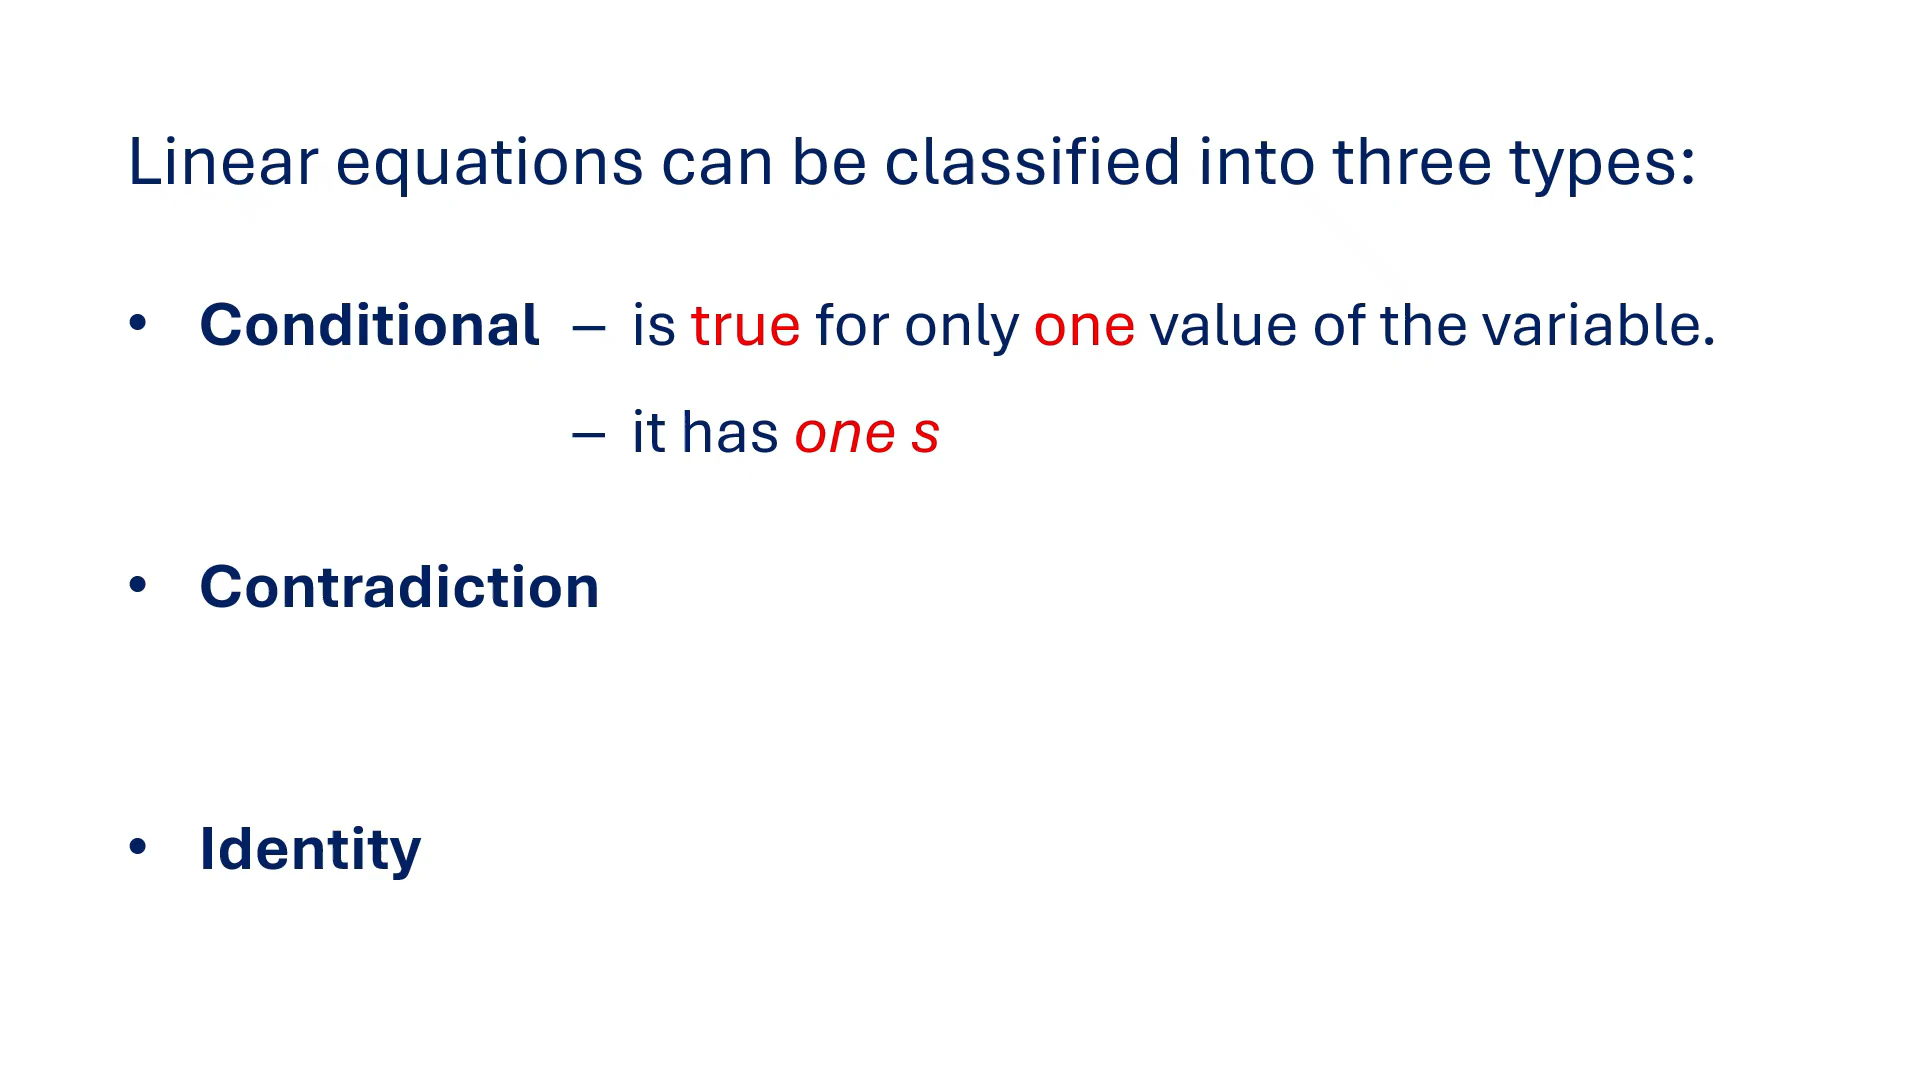 Linear equations can be classified into three types:
• Conditional – is true for only one value of the variable.
– it has one s
• Contradiction
• Identity